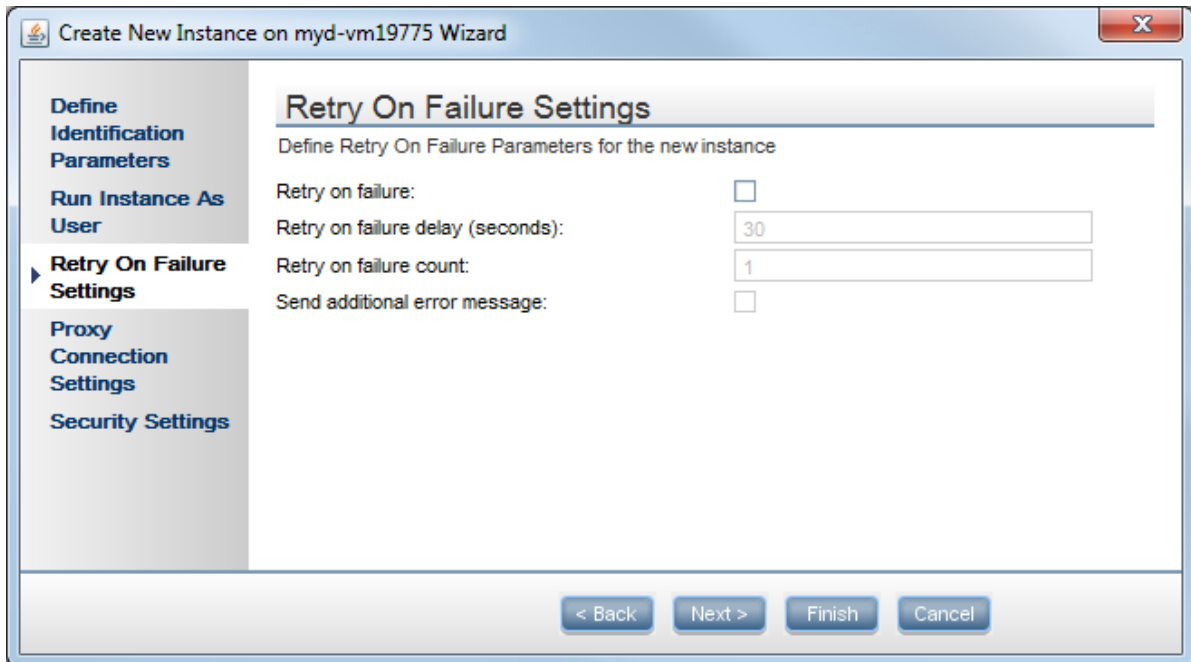 Create New Instance on myd-vm19775 Wizard
Define
Identification
Parameters
Run Instance As
User
Retry On Failure
Settings
Proxy
Connection
Settings
Security Settings
Retry On Failure Settings
Define Retry On Failure Parameters for the new instance
Retry on failure:
Retry on failure delay (seconds): 30
Retry on failure count: 1
Send additional error message:
< Back Next > Finish Cancel